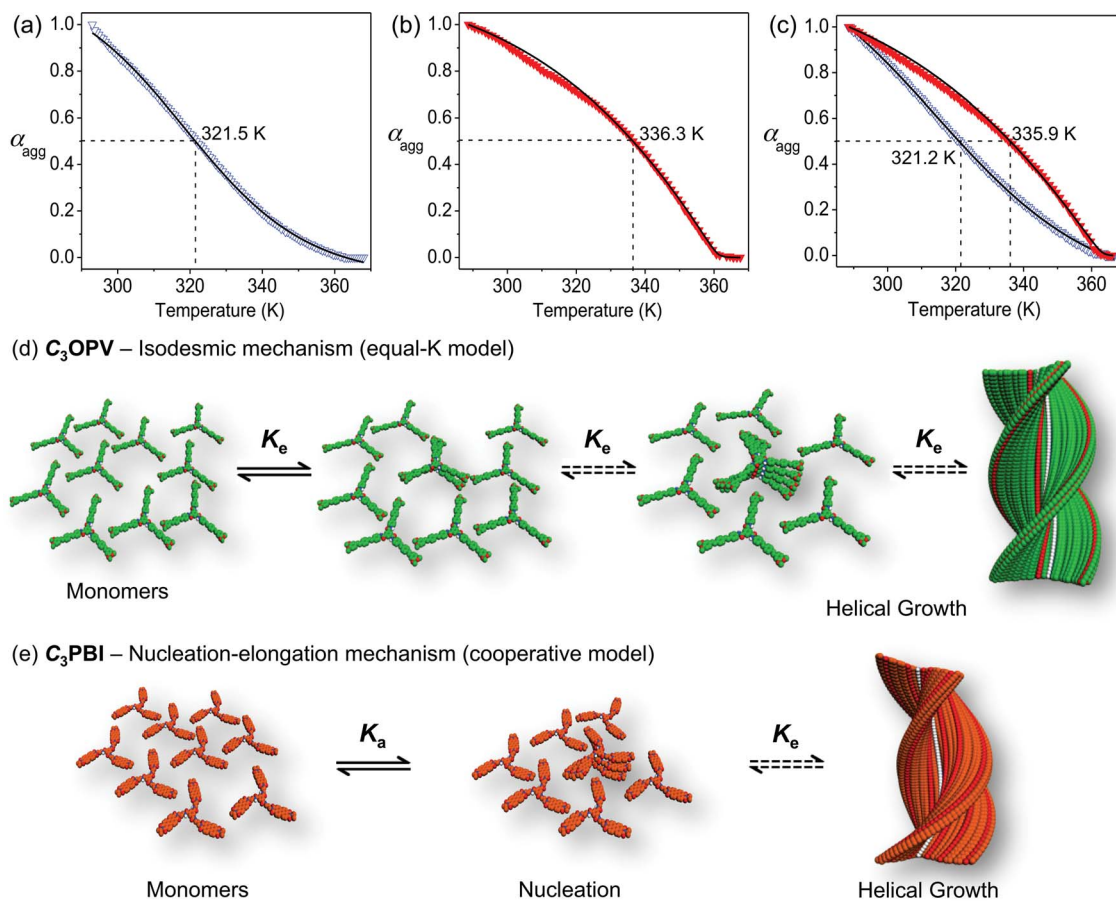 (a)
(b)
(c)
1.0
0.8
0.6
0.4
0.2
0.0
αagg
321.5 K
300 320 340 360
Temperature (K)
1.0
0.8
0.6
0.4
0.2
0.0
αagg
336.3 K
300 320 340 360
Temperature (K)
1.0
0.8
0.6
0.4
0.2
0.0
αagg
335.9 K
321.2 K
300 320 340 360
Temperature (K)
(d) C3OPV – Isodesmic mechanism (equal-K model)
Ke
Ke
Ke
Monomers
Helical Growth
(e) C3PBI – Nucleation-elongation mechanism (cooperative model)
Ka
Ke
Monomers
Nucleation
Helical Growth